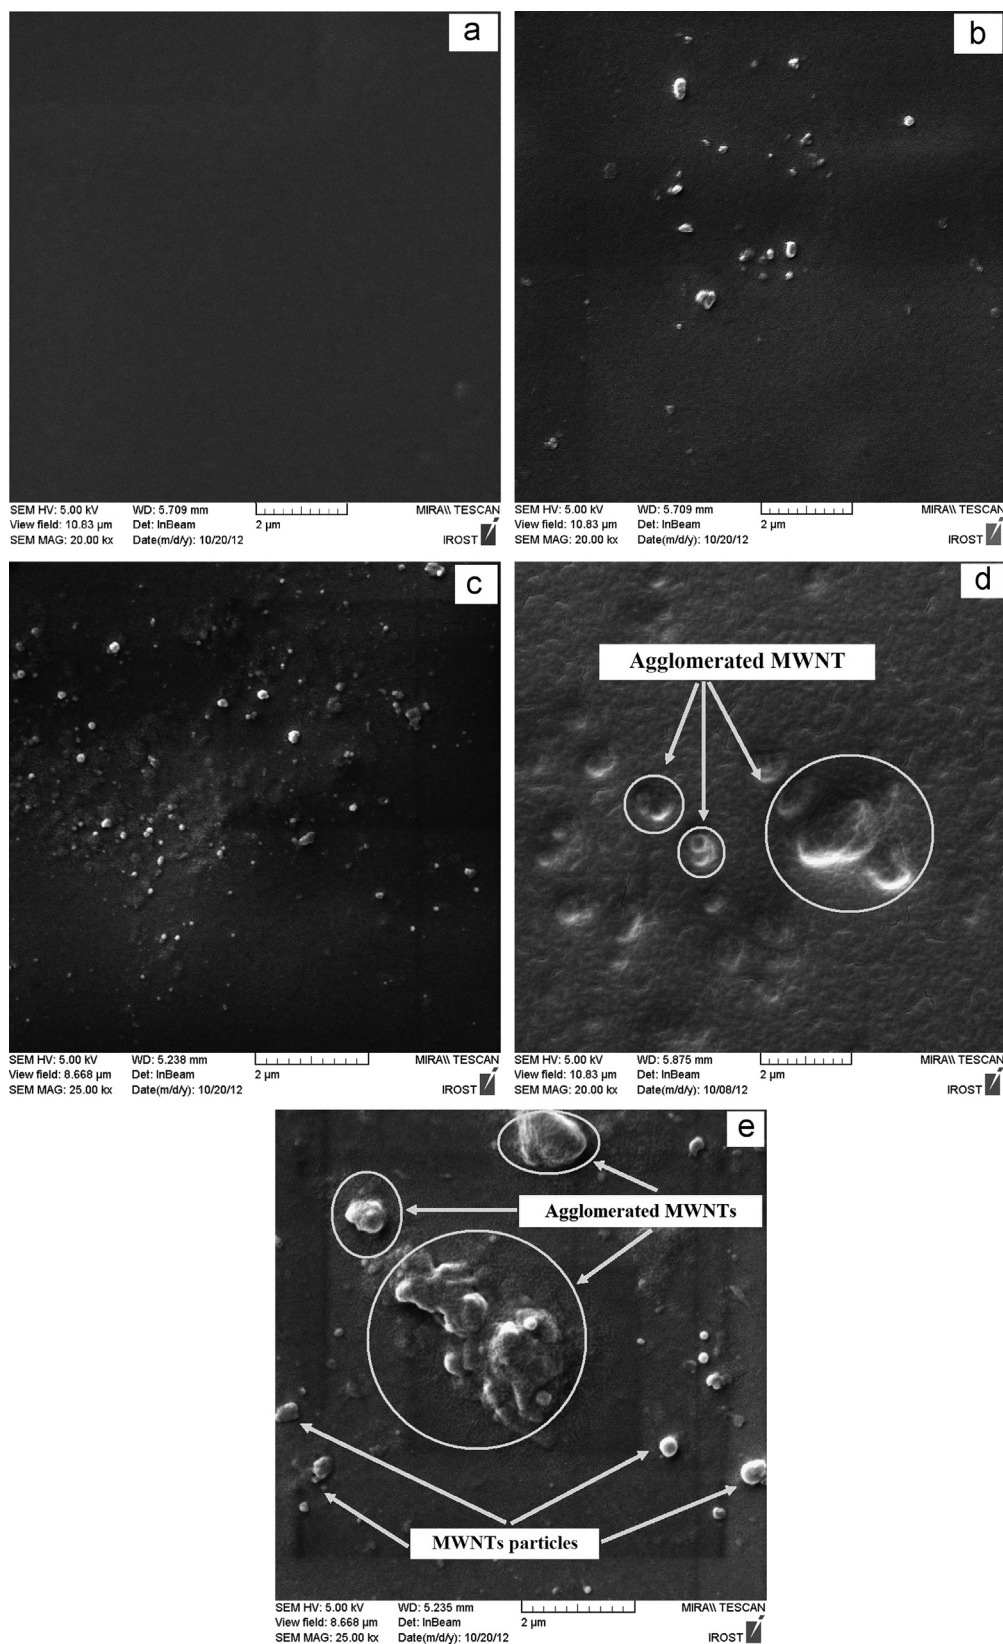 a
b
SEM HV: 5.00 kV WD: 5.709 mm MIRA\\ TESCAN
View field: 10.83 µm Det: InBeam 2 µm
SEM MAG: 20.00 kx Date(m/d/y): 10/20/12 IROST
SEM HV: 5.00 kV WD: 5.709 mm MIRA\\ TESCAN
View field: 10.83 µm Det: InBeam 2 µm
SEM MAG: 20.00 kx Date(m/d/y): 10/20/12 IROST
c
d
Agglomerated MWNT
SEM HV: 5.00 kV WD: 5.238 mm MIRA\\ TESCAN
View field: 8.668 µm Det: InBeam 2 µm
SEM MAG: 25.00 kx Date(m/d/y): 10/20/12 IROST
SEM HV: 5.00 kV WD: 5.875 mm MIRA\\ TESCAN
View field: 10.83 µm Det: InBeam 2 µm
SEM MAG: 20.00 kx Date(m/d/y): 10/08/12 IROST
e
Agglomerated MWNTs
MWNTs particles
SEM HV: 5.00 kV WD: 5.235 mm MIRA\\ TESCAN
View field: 8.668 µm Det: InBeam 2 µm
SEM MAG: 25.00 kx Date(m/d/y): 10/20/12 IROST